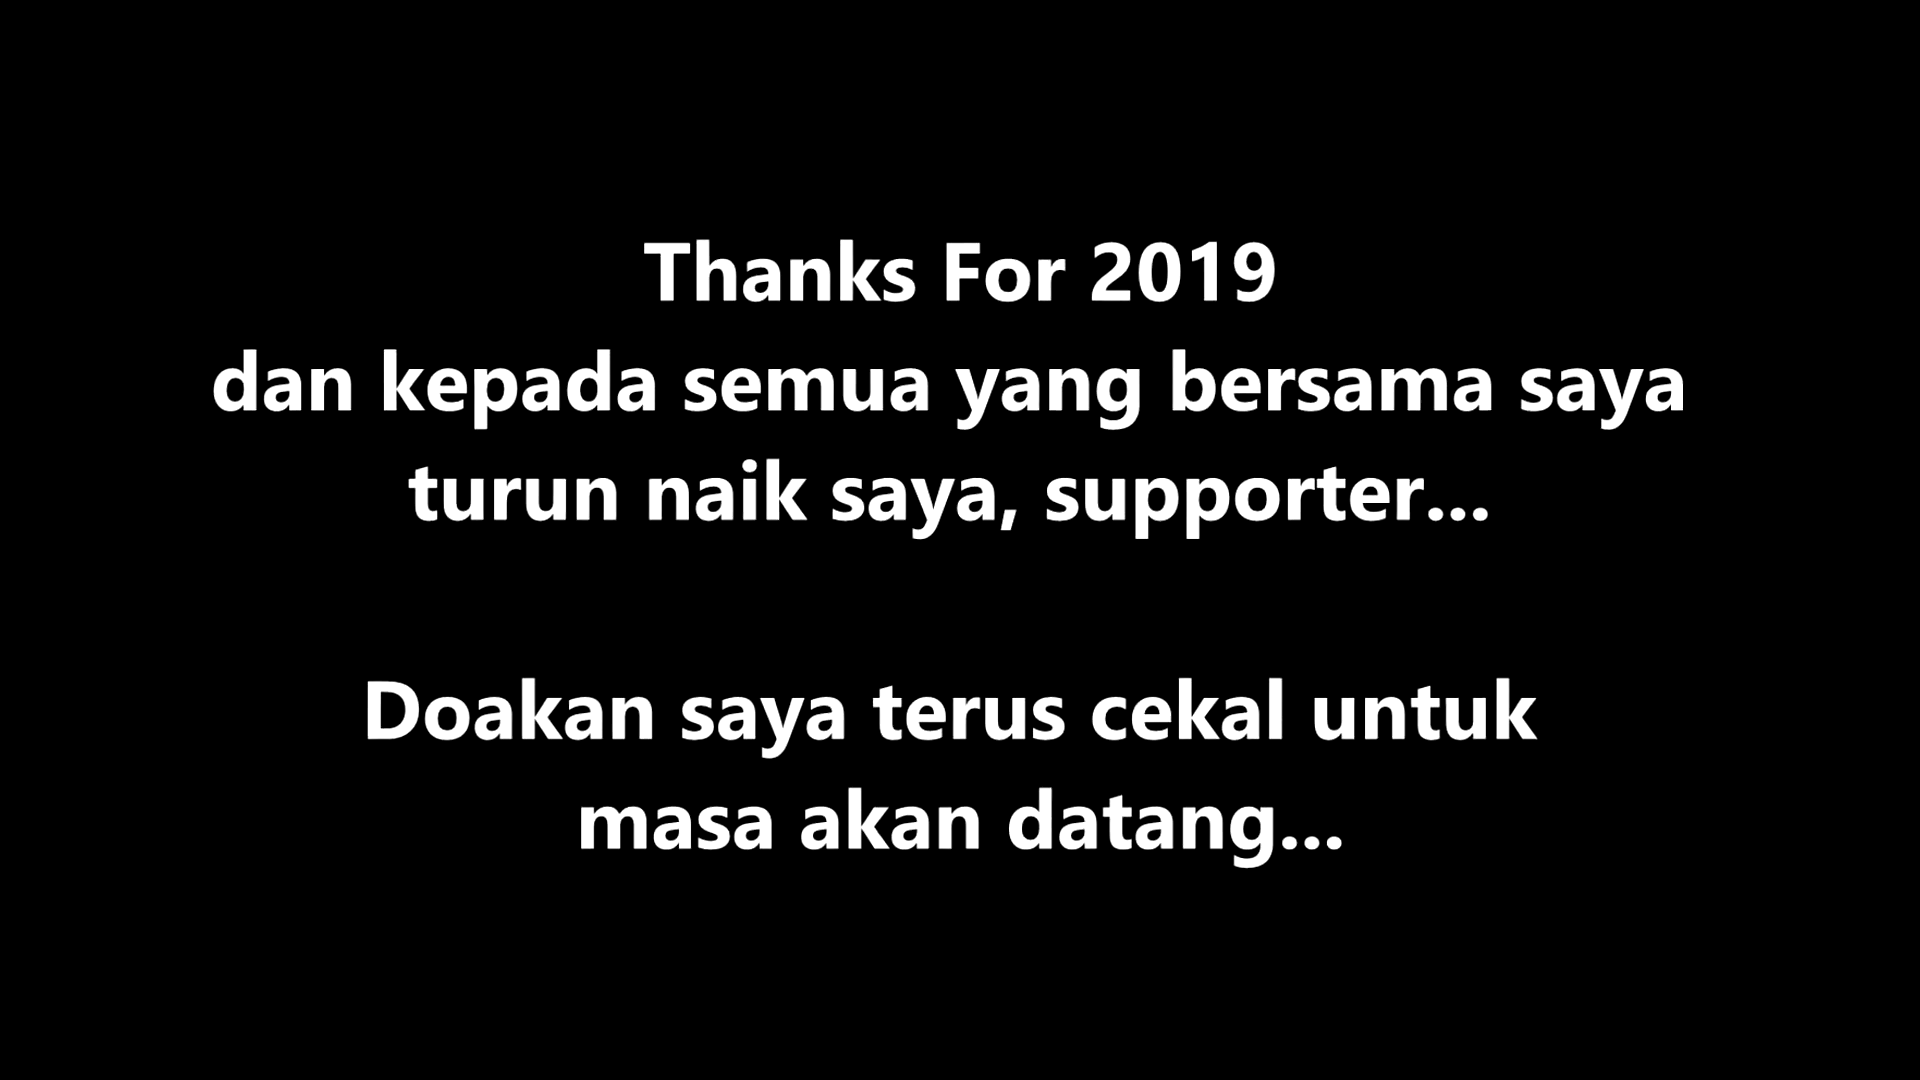 Thanks For 2019
dan kepada semua yang bersama saya
turun naik saya, supporter...
Doakan saya terus cekal untuk
masa akan datang...